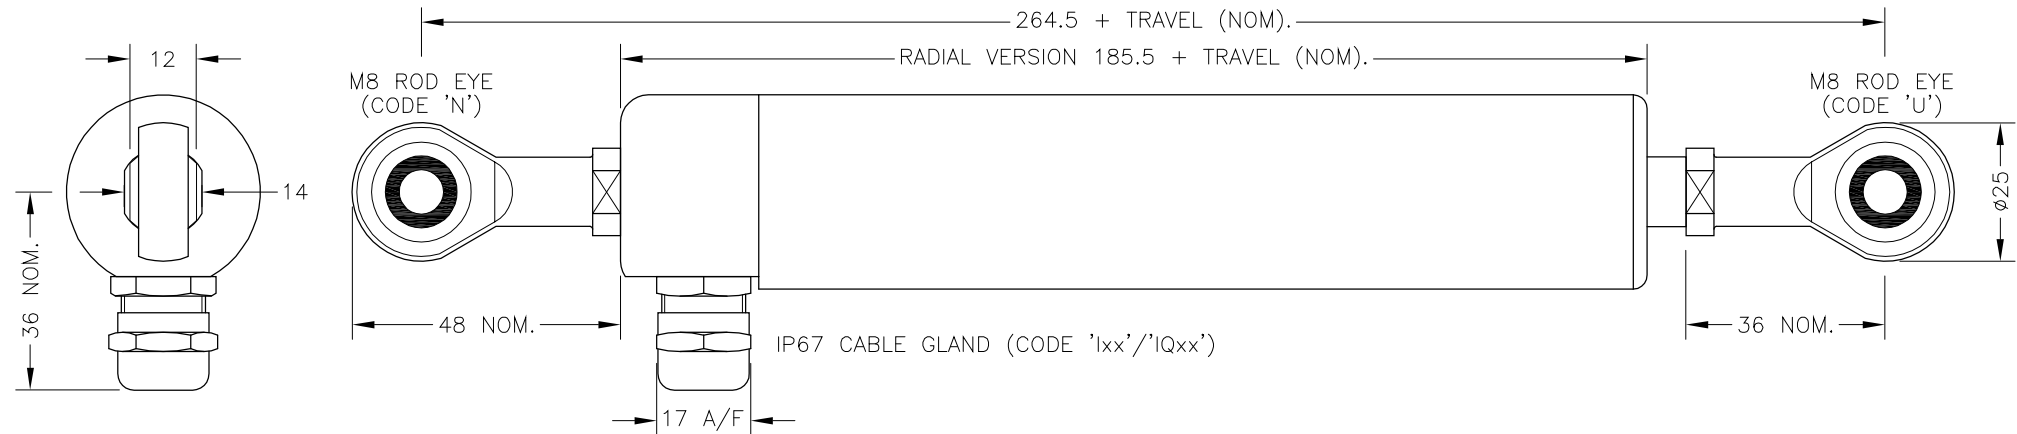 264.5 + TRAVEL (NOM).
RADIAL VERSION 185.5 + TRAVEL (NOM).
12
M8 ROD EYE
(CODE 'N')
M8 ROD EYE
(CODE 'U')
14
ø25
36 NOM.
48 NOM.
36 NOM.
IP67 CABLE GLAND (CODE 'Ixx'/'IQxx')
17 A/F